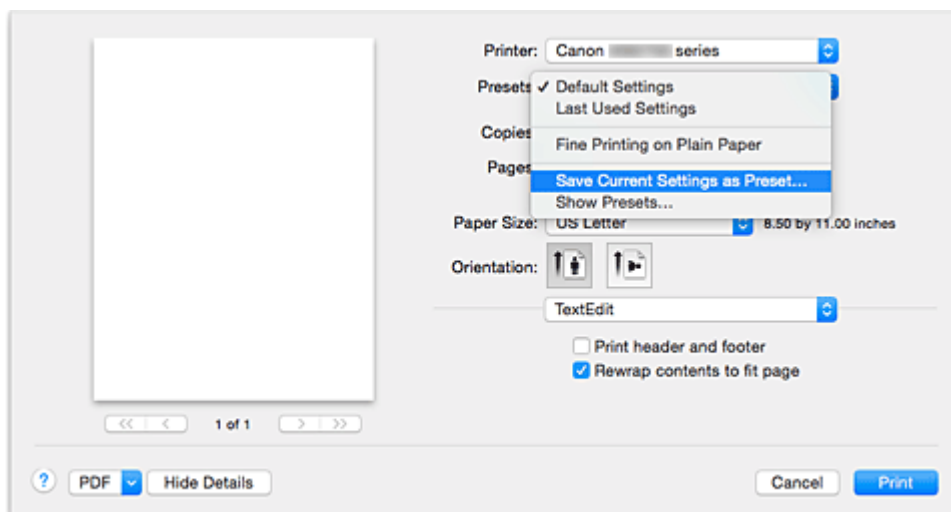 Printer: Canon series
Presets ✓ Default Settings
Last Used Settings
Fine Printing on Plain Paper
Save Current Settings as Preset...
Show Presets...
Copies
Pages
Paper Size: US Letter 8.50 by 11.00 inches
Orientation:
TextEdit
Print header and footer
Rewrap contents to fit page
1 of 1
? PDF Hide Details Cancel Print